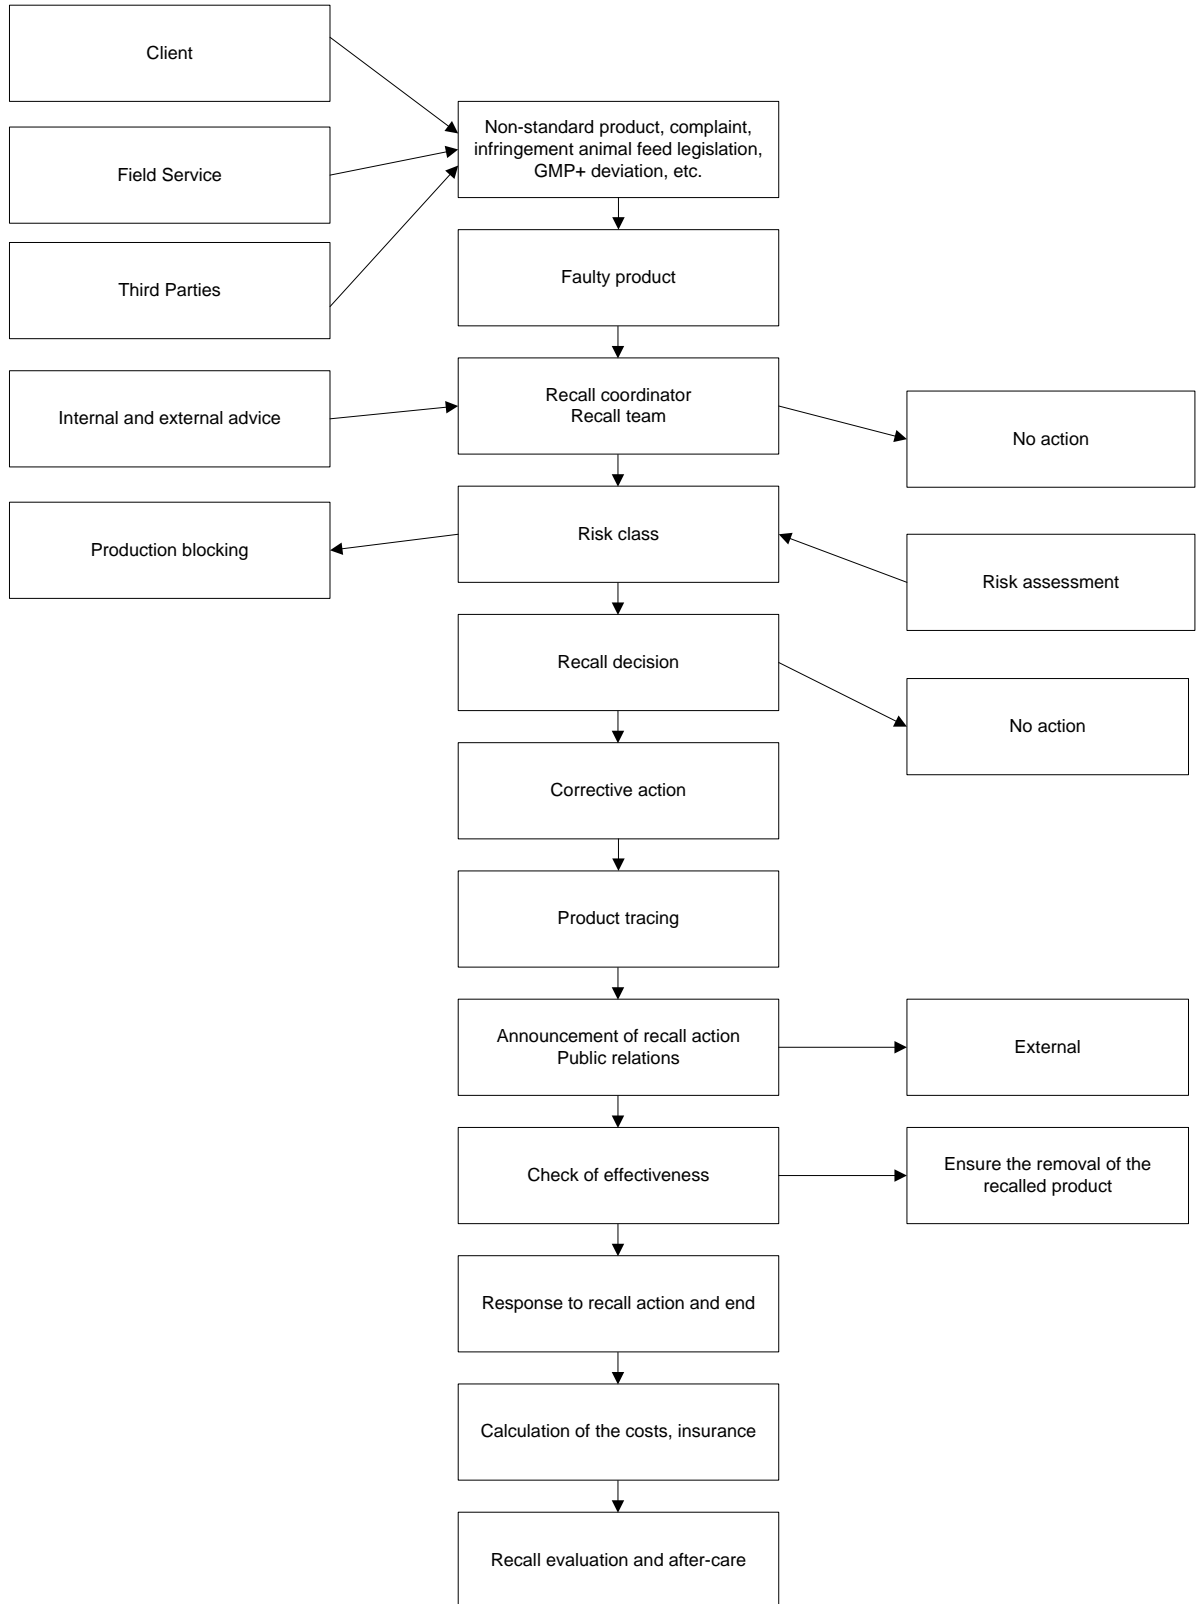 Client
Non-standard product, complaint,
infringement animal feed legislation,
GMP+ deviation, etc.
Field Service
Third Parties
Faulty product
Internal and external advice
Recall coordinator
Recall team
No action
Production blocking
Risk class
Risk assessment
Recall decision
No action
Corrective action
Product tracing
Announcement of recall action
Public relations
External
Check of effectiveness
Ensure the removal of the
recalled product
Response to recall action and end
Calculation of the costs, insurance
Recall evaluation and after-care